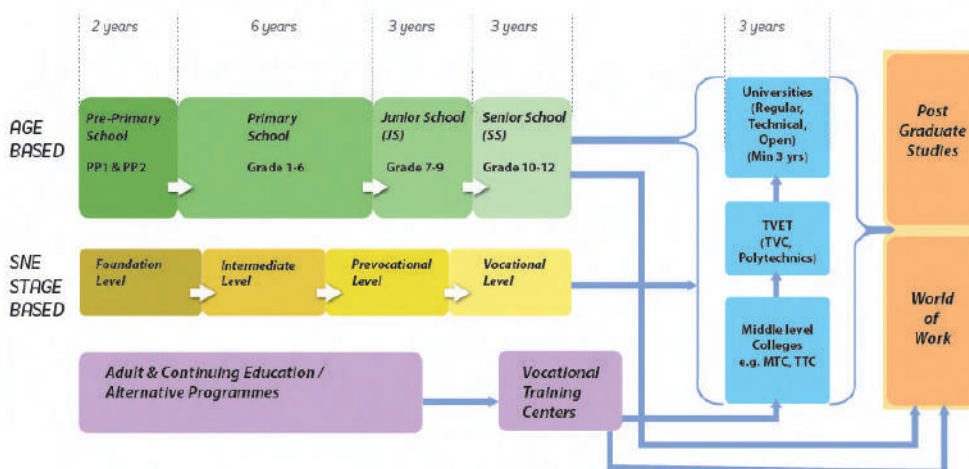 2 years
6 years
3 years
3 years
3 years
AGE
BASED
Pre-Primary
School
PP1 & PP2
Primary
School
Grade 1-6
Junior School
(JS)
Grade 7-9
Senior School
(SS)
Grade 10-12
Universities
(Regular,
Technical,
Open)
(Min 3 yrs)
Post
Graduate
Studies
SNE
STAGE
BASED
Foundation
Level
Intermediate
Level
Prevocational
Level
Vocational
Level
TVET
(TVC,
Polytechnics)
World
of
Work
Middle level
Colleges
e.g. MTC, TTC
Adult & Continuing Education /
Alternative Programmes
Vocational
Training
Centers